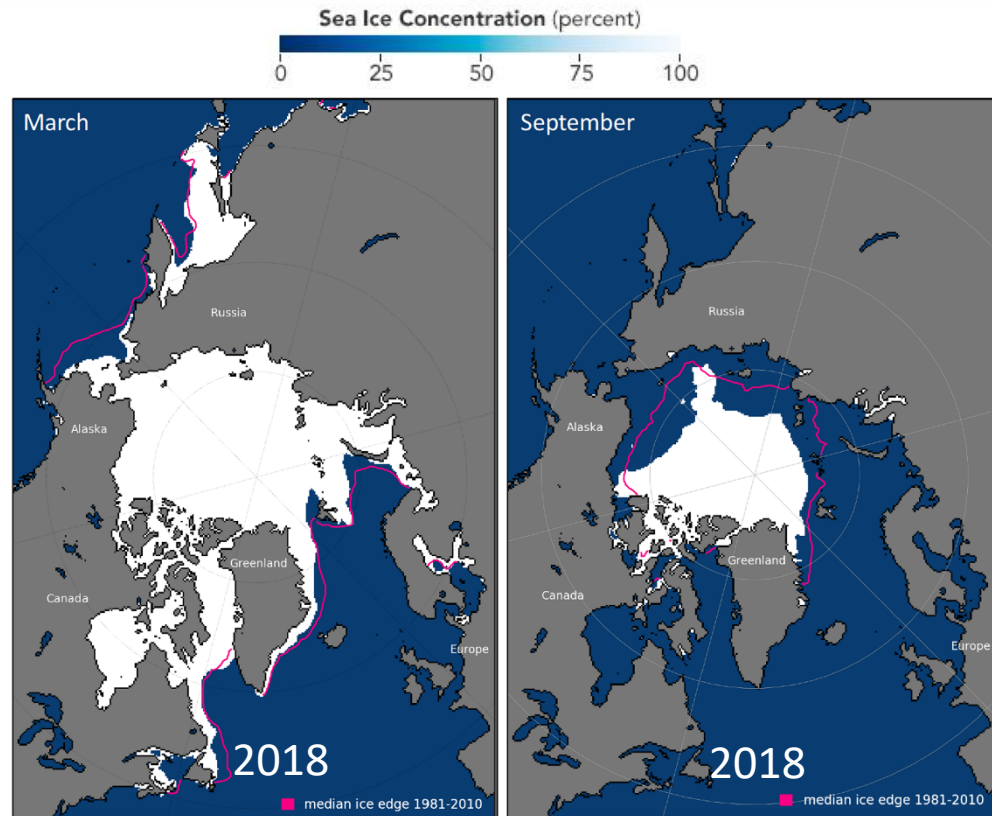 Sea Ice Concentration (percent)
0 25 50 75 100
March
Russia
Alaska
Greenland
Canada
Europe
2018
median ice edge 1981-2010
September
Russia
Alaska
Greenland
Canada
Europe
2018
median ice edge 1981-2010